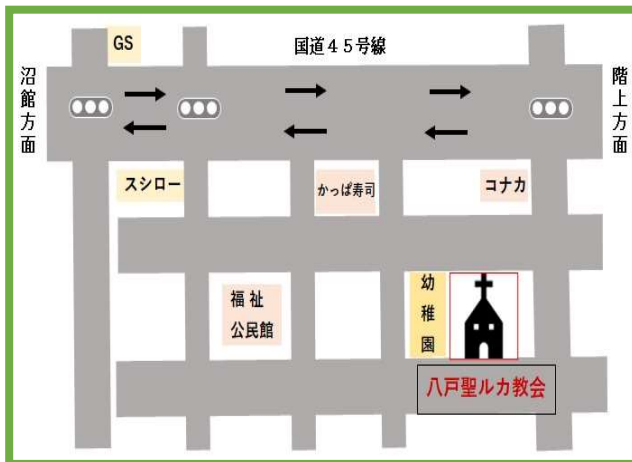 GS
国道４５号線
沼館方面
階上方面
スシロー
かっぱ寿司
コナカ
福祉
公民館
幼稚園
八戸聖ルカ教会